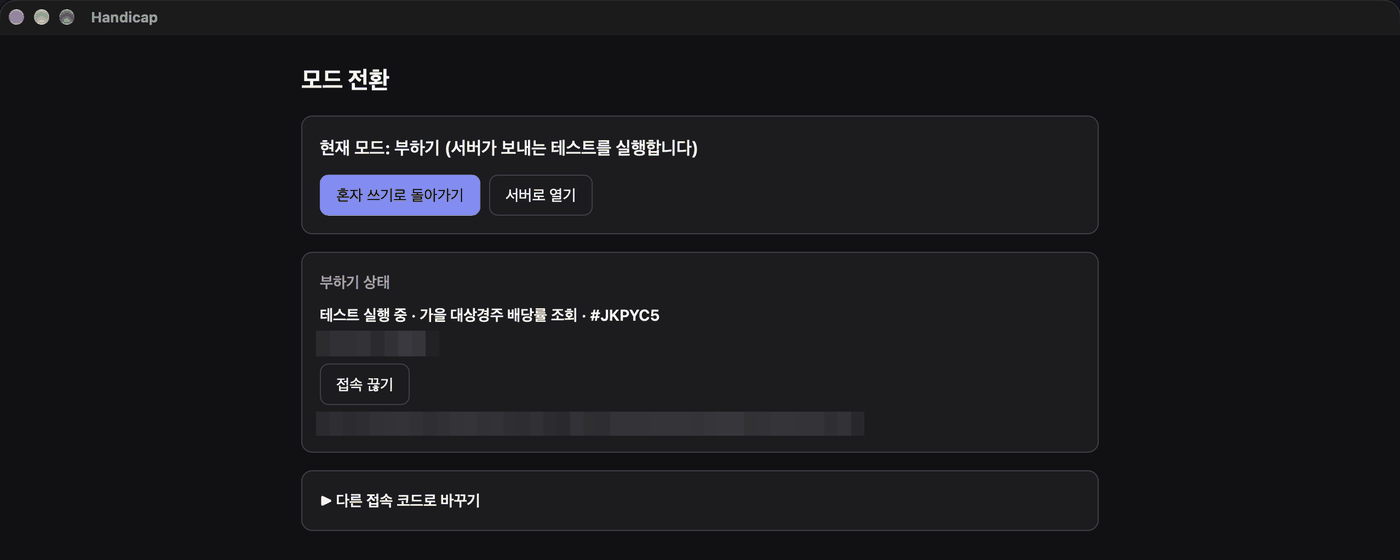 Handicap
모드 전환
현재 모드: 부하기 (서버가 보내는 테스트를 실행합니다)
혼자 쓰기로 돌아가기 서버로 열기
부하기 상태
테스트 실행 중 · 가을 대상경주 배당률 조회 · #JKPYC5
접속 끊기
▶ 다른 접속 코드로 바꾸기